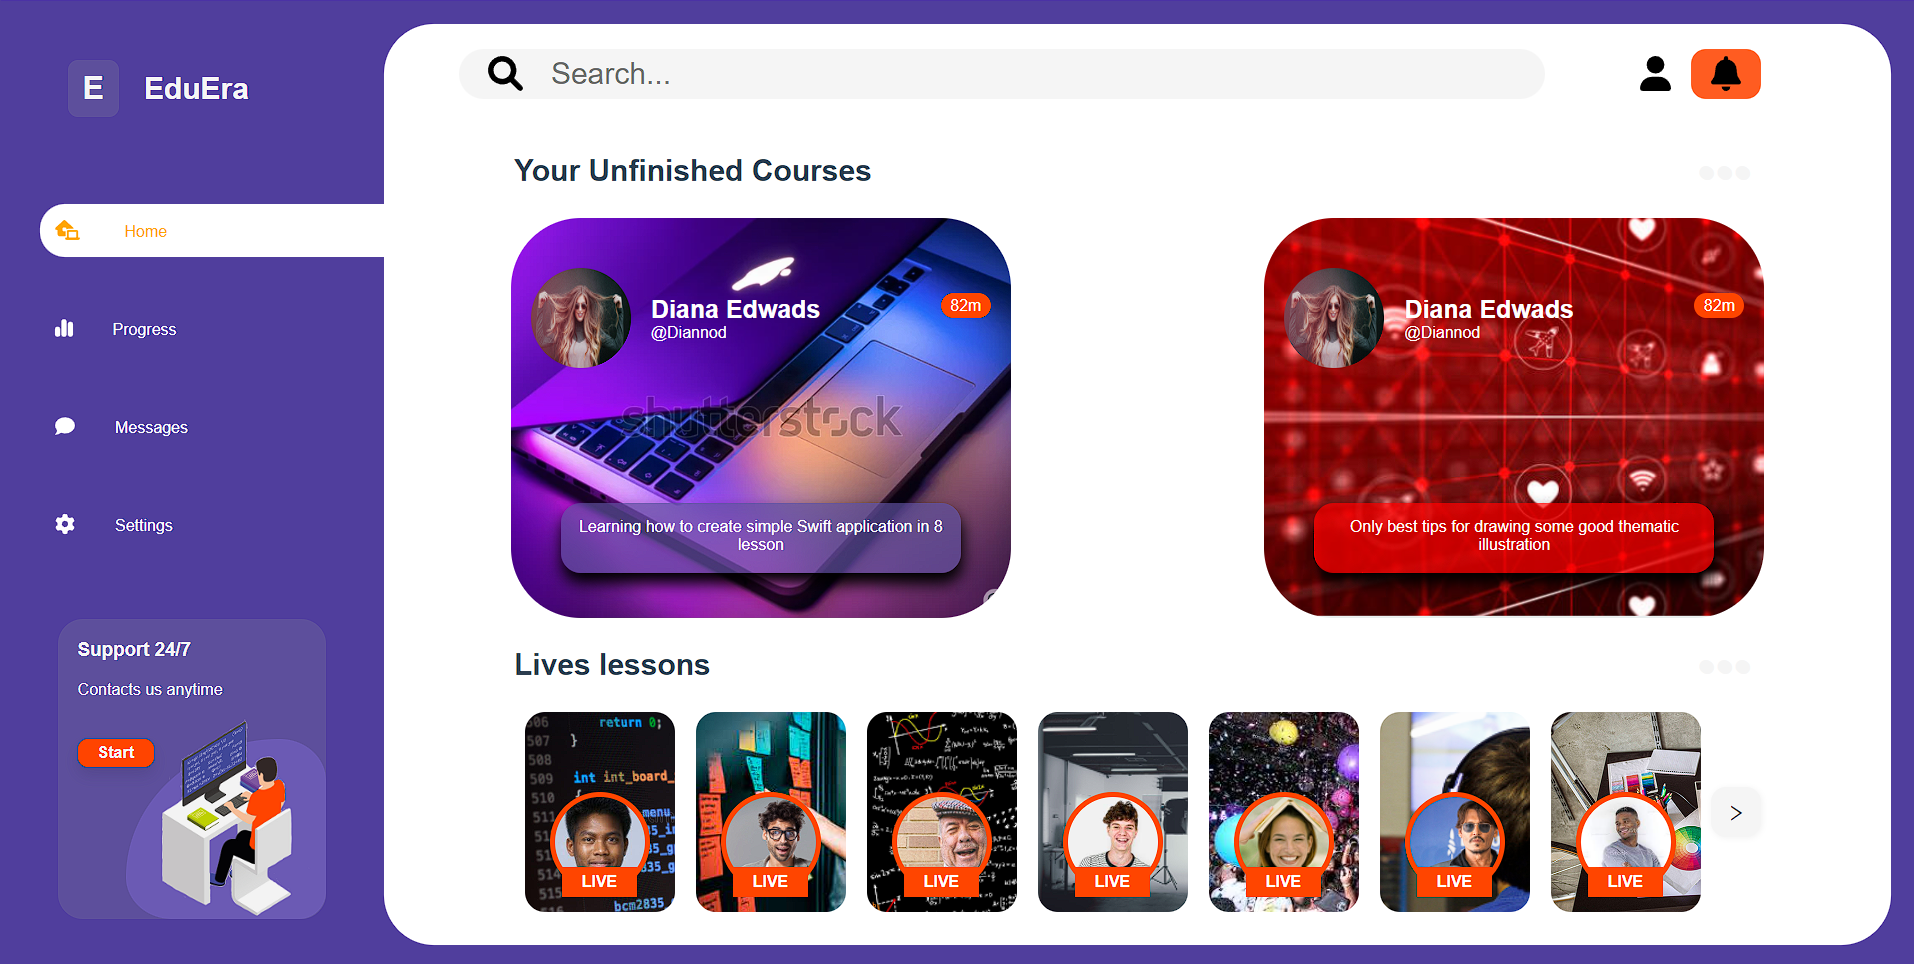 E EduEra
Search...
Home
Progress
Messages
Settings
Support 24/7
Contacts us anytime
Start
Your Unfinished Courses
Diana Edwads
@Diannod
82m
shutterstock
Learning how to create simple Swift application in 8
lesson
Diana Edwads
@Diannod
82m
Only best tips for drawing some good thematic
illustration
Lives lessons
506 return 0;
507 }
508
509 int int_board_
510 {
511 menu_
LIVE
LIVE
LIVE
LIVE
LIVE
LIVE
LIVE
515
bcm2835_
>